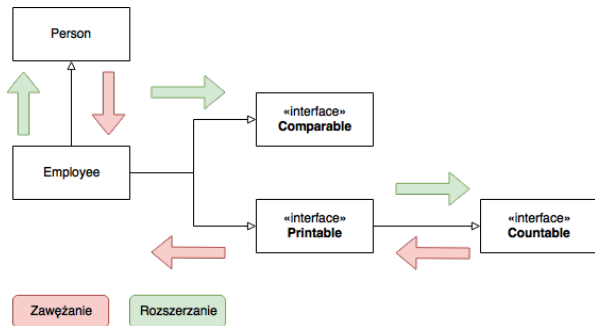 Person
Employee
«interface»
Comparable
«interface»
Printable
«interface»
Countable
Zawężanie
Rozszerzanie